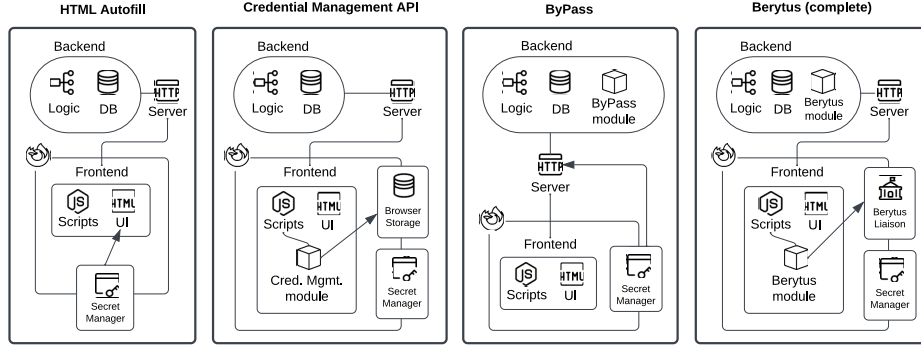 HTML Autofill
Backend
Logic
DB
HTTP
Server
Frontend
JS
HTML
Scripts
UI
Secret
Manager
Credential Management API
Backend
Logic
DB
HTTP
Server
Frontend
JS
HTML
Scripts
UI
Cred. Mgmt.
module
Browser
Storage
Secret
Manager
ByPass
Backend
Logic
DB
ByPass
module
HTTP
Server
Frontend
JS
HTML
Scripts
UI
Secret
Manager
Berytus (complete)
Backend
Logic
DB
Berytus
module
HTTP
Server
Frontend
JS
HTML
Scripts
UI
Berytus
module
Berytus
Liaison
Secret
Manager